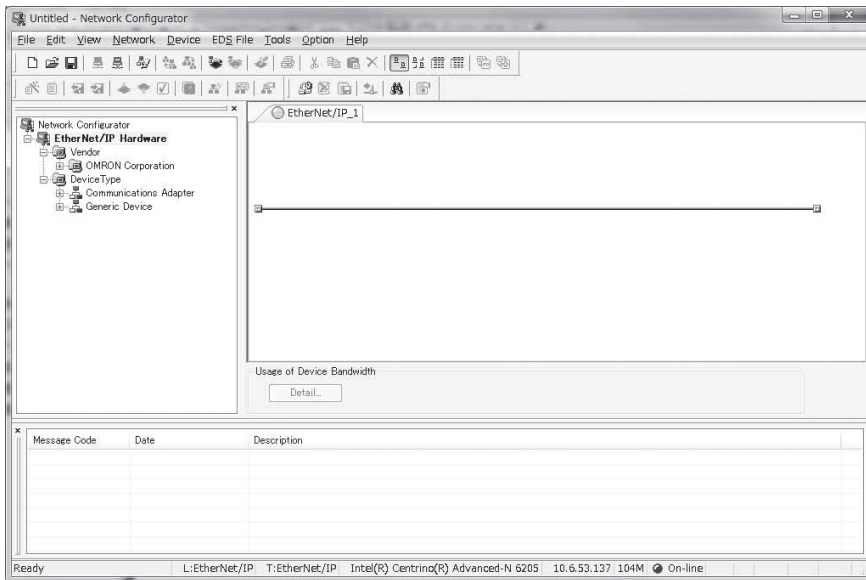 Untitled - Network Configurator
File Edit View Network Device EDS File Tools Option Help
EtherNet/IP_1
Network Configurator
EtherNet/IP Hardware
Vendor
OMRON Corporation
DeviceType
Communications Adapter
Generic Device
Usage of Device Bandwidth
Detail...
Message Code Date Description
Ready L:EtherNet/IP T:EtherNet/IP Intel(R) Centrino(R) Advanced-N 6205 10.6.53.137 104M On-line